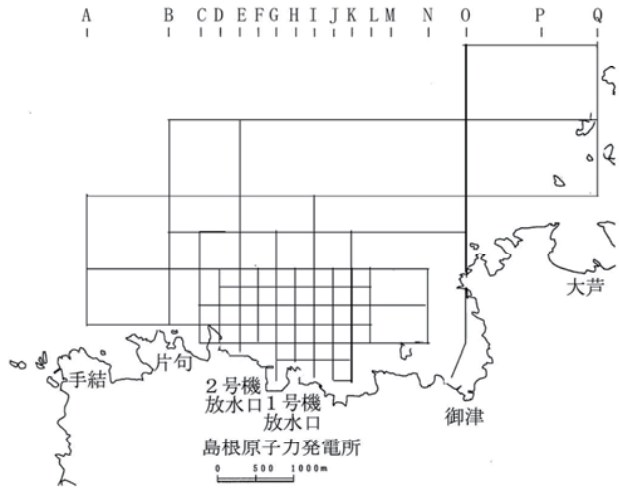 A B C D E F G H I J K L M N O P Q
大芦
片句
手結
2号機
放水口
1号機
放水口
御津
島根原子力発電所
0 500 1000m